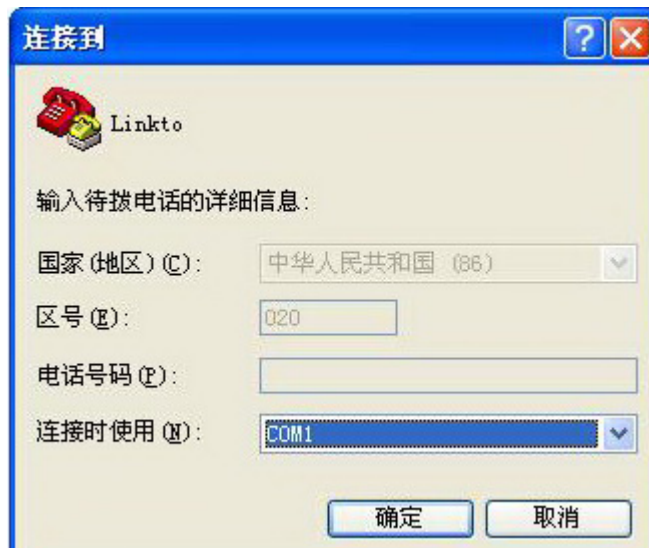 连接到
Linkto
输入待拨电话的详细信息:
国家(地区)(C): 中华人民共和国 (86)
区号(E): 020
电话号码(P):
连接时使用(N): COM1
确定 取消